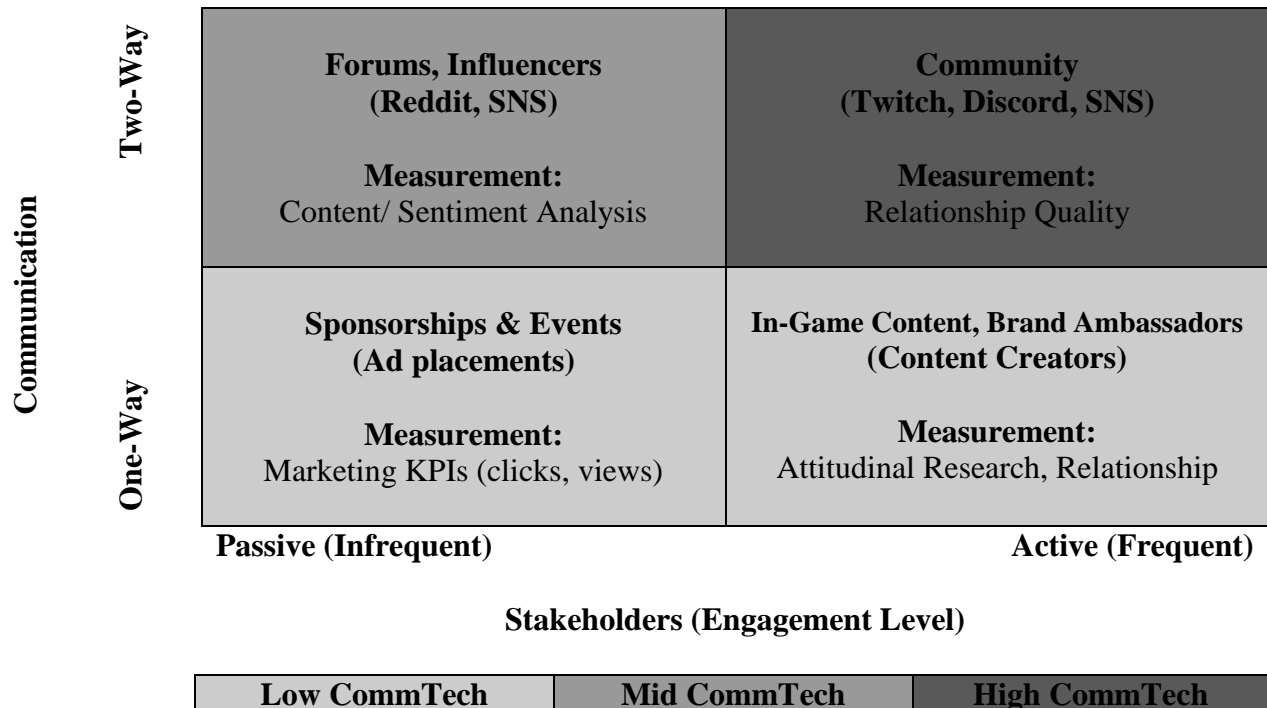 Communication
Two-Way
Forums, Influencers
(Reddit, SNS)
Measurement:
Content/ Sentiment Analysis
Community
(Twitch, Discord, SNS)
Measurement:
Relationship Quality
One-Way
Sponsorships & Events
(Ad placements)
Measurement:
Marketing KPIs (clicks, views)
In-Game Content, Brand Ambassadors
(Content Creators)
Measurement:
Attitudinal Research, Relationship
Passive (Infrequent)
Active (Frequent)
Stakeholders (Engagement Level)
Low CommTech
Mid CommTech
High CommTech